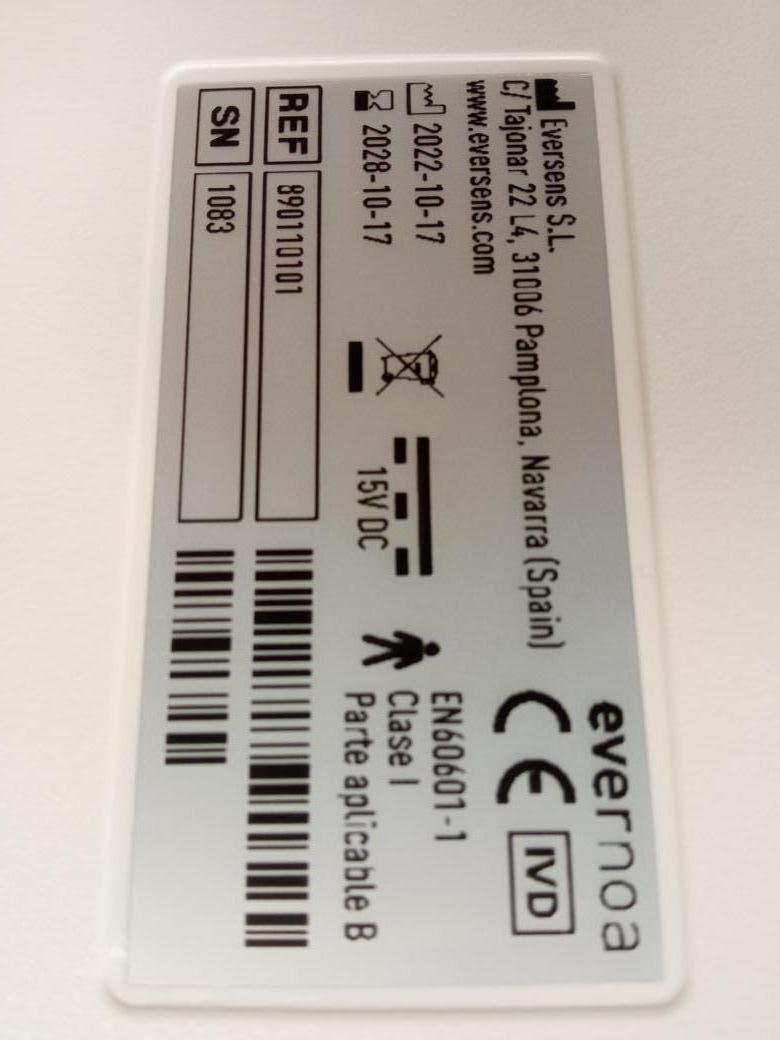 evernoa
Eversens S.L.
C/ Tajonar 22 L4, 31006 Pamplona, Navarra (Spain)
www.eversens.com
CE
IVD
2022-10-17
2028-10-17
15V DC
EN60601-1
Clase I
Parte aplicable B
REF 890110101
SN 1083